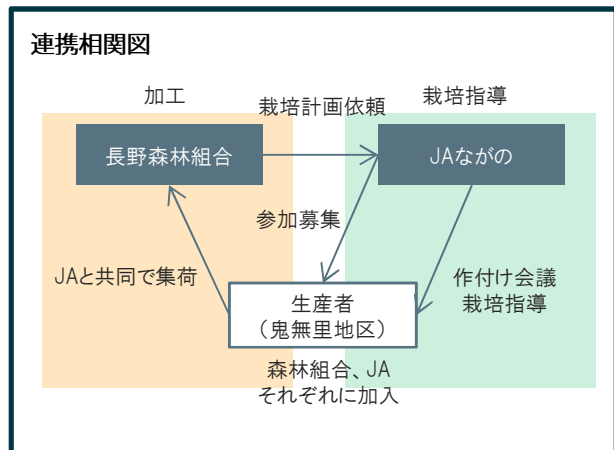 連携相関図
加工
栽培計画依頼
栽培指導
長野森林組合
JAながの
参加募集
JAと共同で集荷
作付け会議
栽培指導
生産者
（鬼無里地区）
森林組合、JA
それぞれに加入